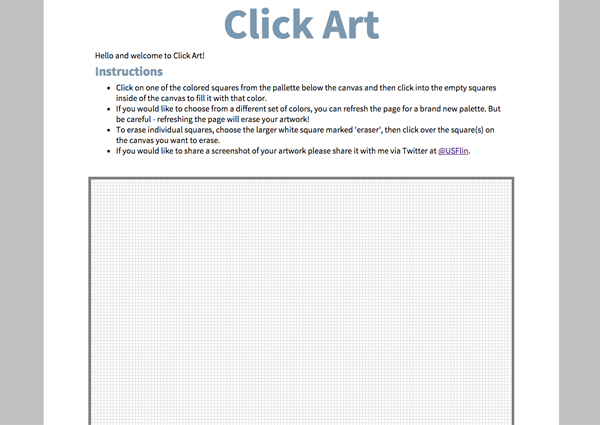 Click Art
Hello and welcome to Click Art!
Instructions
Click on one of the colored squares from the pallette below the canvas and then click into the empty squares
inside of the canvas to fill it with that color.
If you would like to choose from a different set of colors, you can refresh the page for a brand new palette. But
be careful - refreshing the page will erase your artwork!
To erase individual squares, choose the larger white square marked 'eraser', then click over the square(s) on
the canvas you want to erase.
If you would like to share a screenshot of your artwork please share it with me via Twitter at @USFlin.